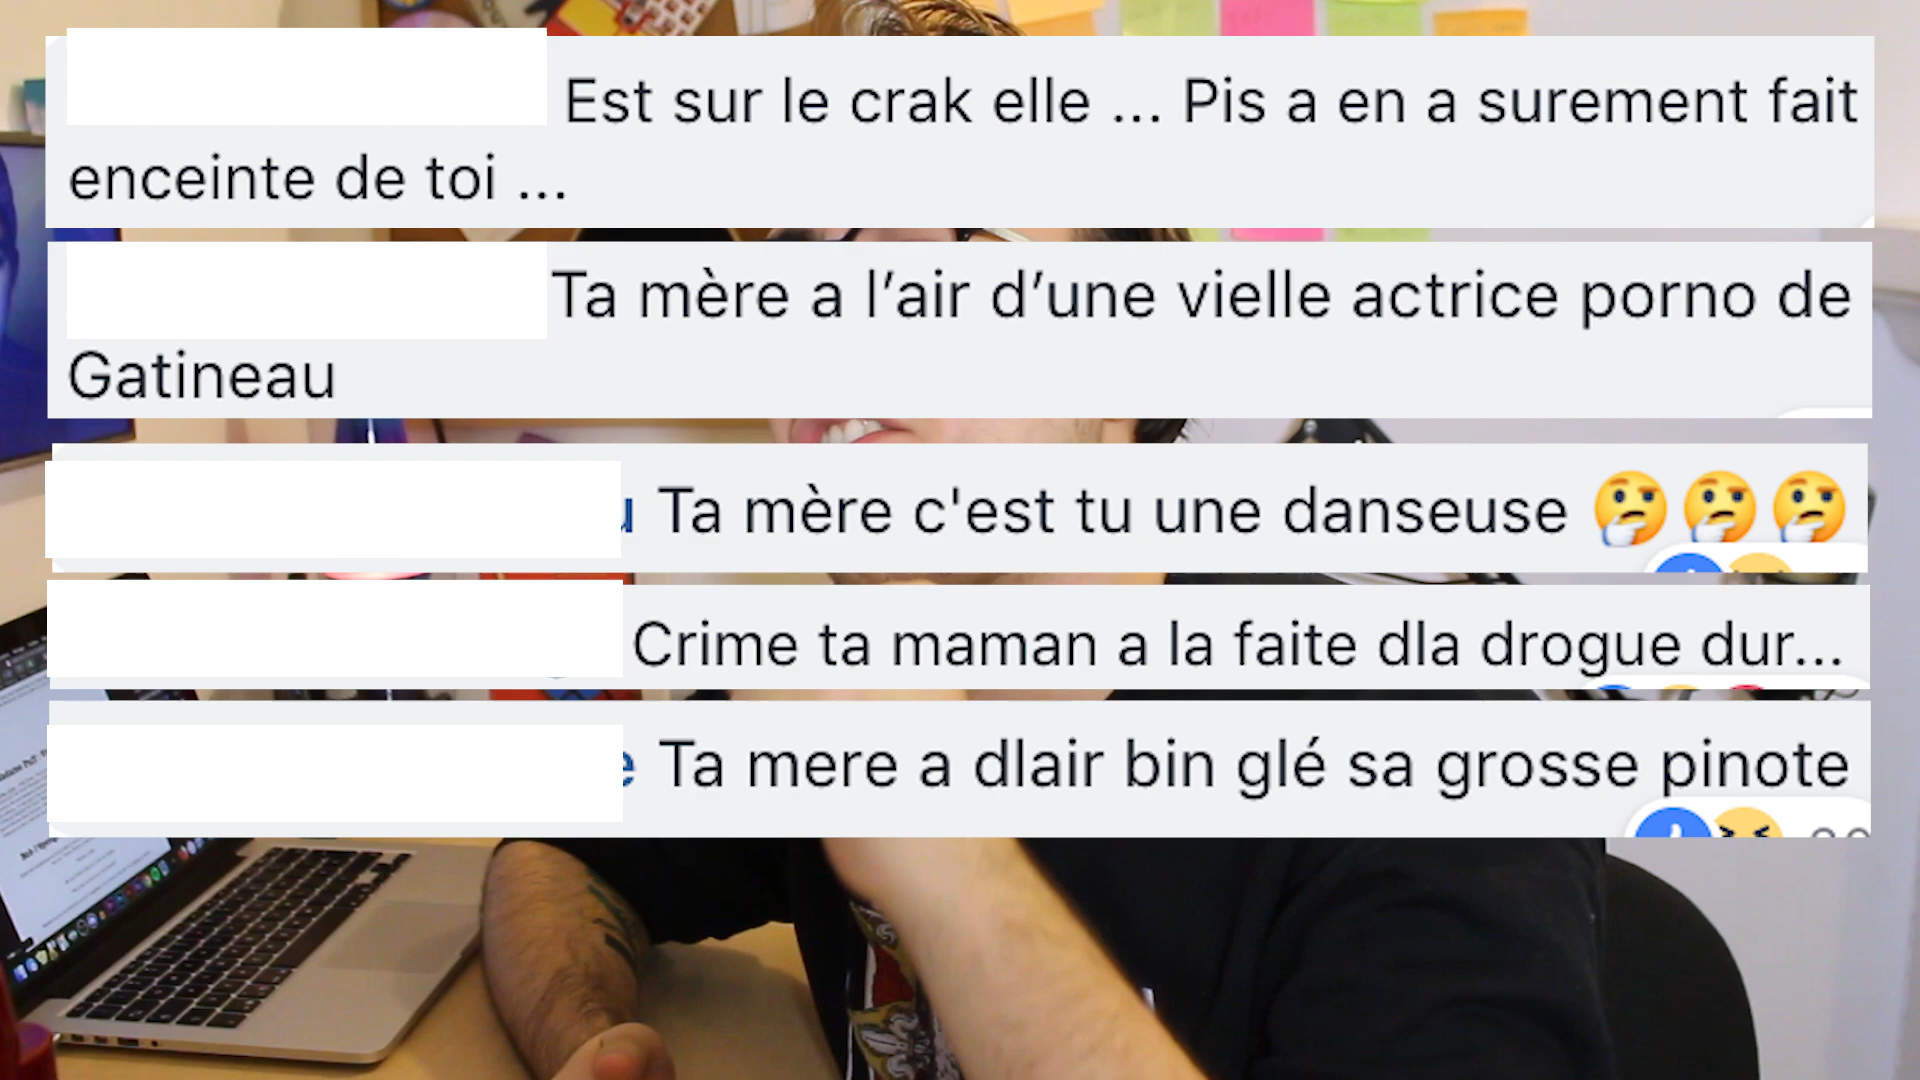 Est sur le crak elle ... Pis a en a surement fait
enceinte de toi ...
Ta mère a l’air d’une vielle actrice porno de
Gatineau
Ta mère c'est tu une danseuse 🤔🤔🤔
Crime ta maman a la faite dla drogue dur...
Ta mere a dlair bin glé sa grosse pinote